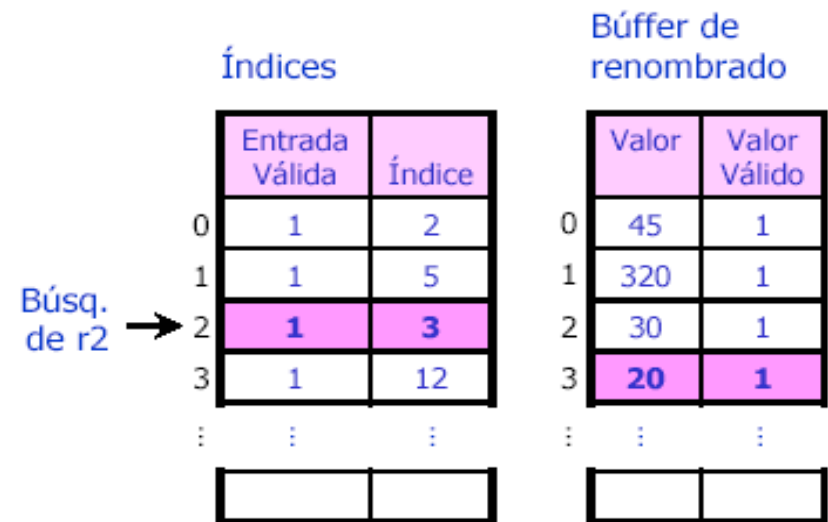 Índices
Búffer de
renombrado
Entrada
Válida
Índice
Valor
Valor
Válido
0 1 2 0 45 1
1 1 5 1 320 1
Búsq.
de r2
2 1 3 2 30 1
3 1 12 3 20 1
⋮ ⋮ ⋮ ⋮ ⋮ ⋮